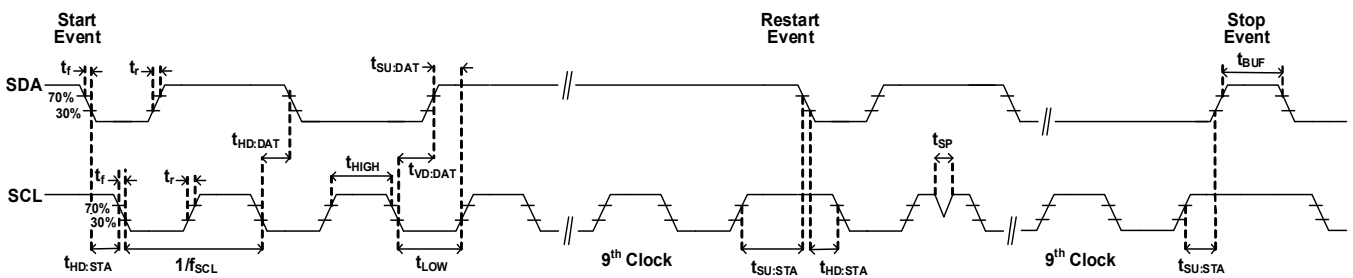 Start Event
Restart Event
Stop Event
tf
tr
tSU:DAT
tBUF
SDA
70%
30%
tHD:DAT
tHIGH
tVD:DAT
tSP
tf
tr
SCL
70%
30%
tHD:STA
1/fSCL
tLOW
9th Clock
tSU:STA
tHD:STA
9th Clock
tSU:STA